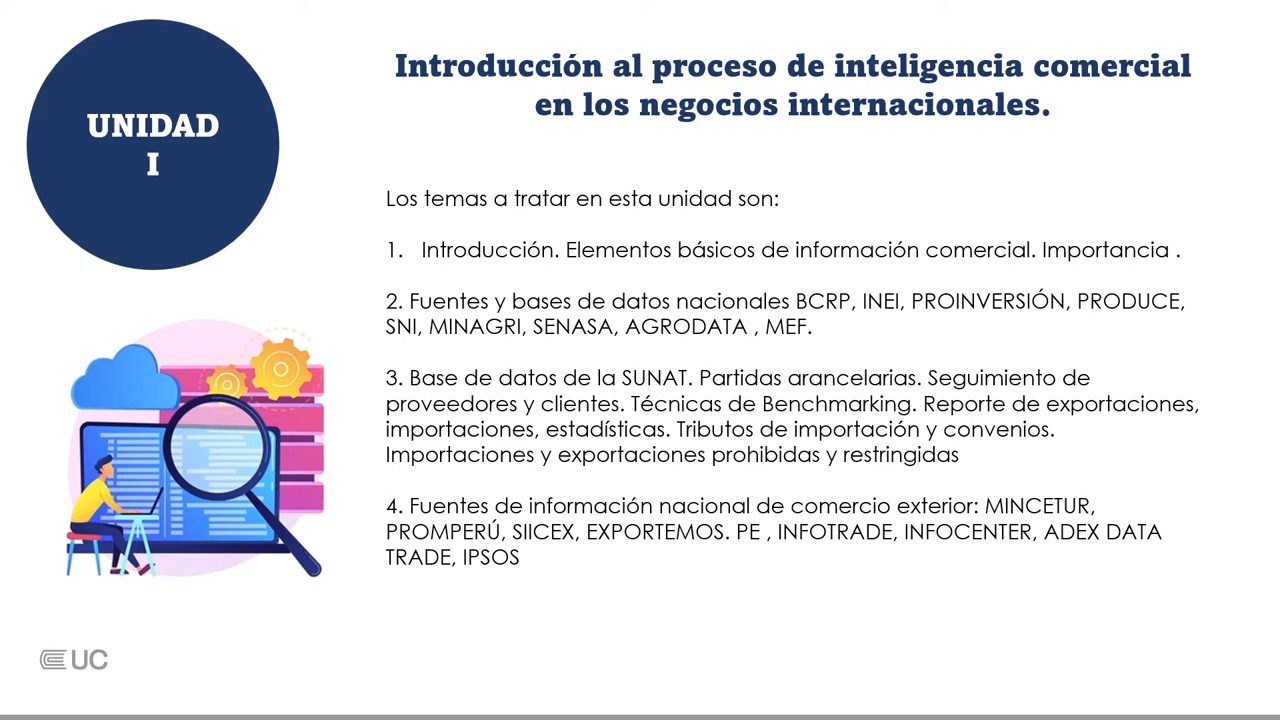 UNIDAD
I
Introducción al proceso de inteligencia comercial
en los negocios internacionales.
Los temas a tratar en esta unidad son:
1. Introducción. Elementos básicos de información comercial. Importancia .
2. Fuentes y bases de datos nacionales BCRP, INEI, PROINVERSIÓN, PRODUCE,
SNI, MINAGRI, SENASA, AGRODATA , MEF.
3. Base de datos de la SUNAT. Partidas arancelarias. Seguimiento de
proveedores y clientes. Técnicas de Benchmarking. Reporte de exportaciones,
importaciones, estadísticas. Tributos de importación y convenios.
Importaciones y exportaciones prohibidas y restringidas
4. Fuentes de información nacional de comercio exterior: MINCETUR,
PROMPERÚ, SIICEX, EXPORTEMOS. PE , INFOTRADE, INFOCENTER, ADEX DATA
TRADE, IPSOS
UC